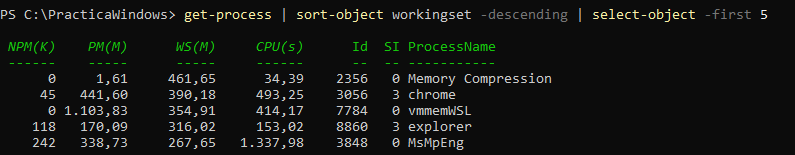 PS C:\PracticaWindows> get-process | sort-object workingset -descending | select-object -first 5
NPM(K) PM(M) WS(M) CPU(s) Id SI ProcessName
------ ----- ----- ------ -- -- -----------
0 1,61 461,65 34,39 2356 0 Memory Compression
45 441,60 390,18 493,25 3056 3 chrome
0 1.103,83 354,91 414,17 7784 0 vmmemWSL
118 170,09 316,02 153,02 8860 3 explorer
242 338,73 267,65 1.337,98 3848 0 MsMpEng